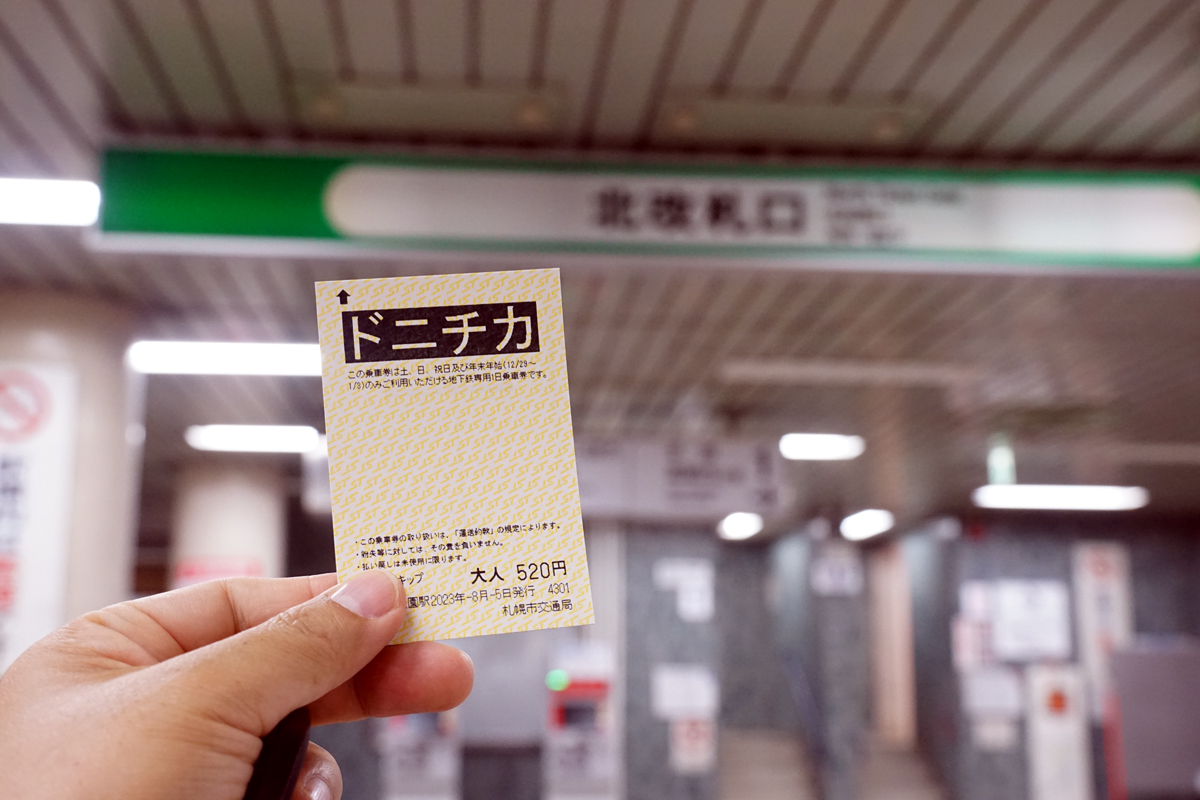 北改札口
ドニチカ
この乗車券は土、日、祝日及び年末年始(12/29～
1/3)のみご利用いただける地下鉄専用1日乗車券です。
・この乗車券の取り扱いは、「運送約款」の規定によります。
・紛失等に対しては、その責を負いません。
・払い戻しは未使用に限ります。
キップ 大人 520円
園駅2023年-8月-5日発行 4301
札幌市交通局